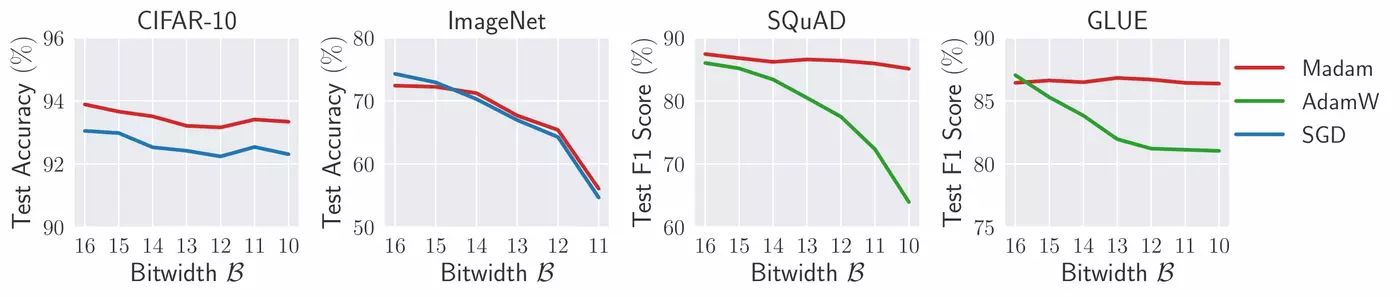 CIFAR-10
Test Accuracy (%)
96
94
92
90
16 15 14 13 12 11 10
Bitwidth ℬ
ImageNet
Test Accuracy (%)
80
70
60
50
16 15 14 13 12 11
Bitwidth ℬ
SQuAD
Test F1 Score (%)
90
80
70
60
16 15 14 13 12 11 10
Bitwidth ℬ
GLUE
Test F1 Score (%)
90
85
80
75
16 15 14 13 12 11 10
Bitwidth ℬ
Madam
AdamW
SGD